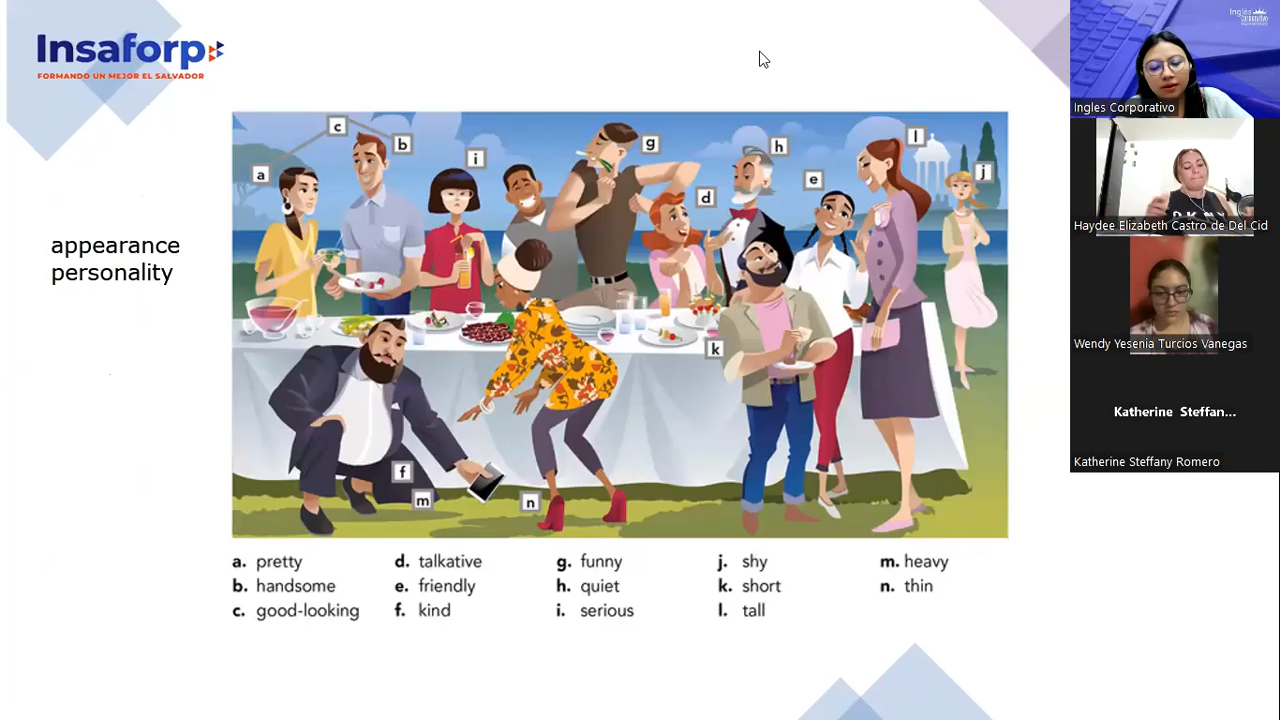 Insaforp
FORMANDO UN MEJOR EL SALVADOR
appearance
personality
c
b
a
i
g
h
l
j
e
d
k
f
m
n
a. pretty
b. handsome
c. good-looking
d. talkative
e. friendly
f. kind
g. funny
h. quiet
i. serious
j. shy
k. short
l. tall
m. heavy
n. thin
Ingles Corporativo
DKNY
Haydee Elizabeth Castro de Del Cid
Wendy Yesenia Turcios Vanegas
Katherine Steffan...
Katherine Steffany Romero